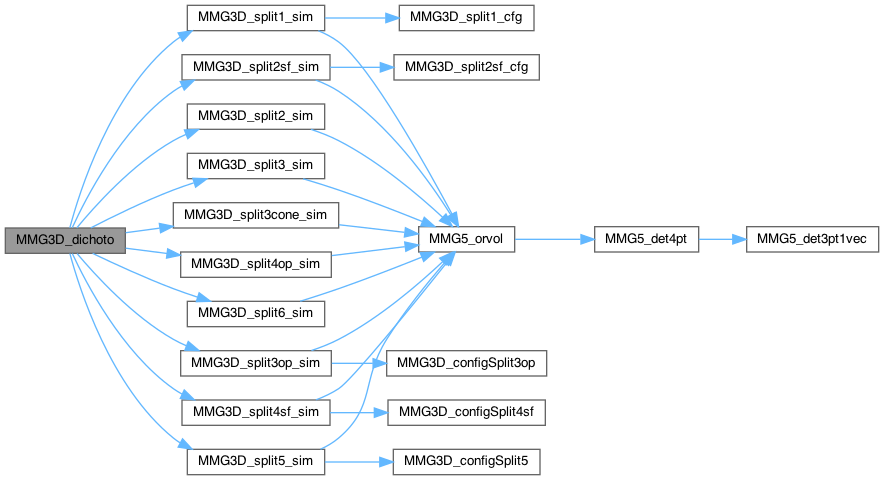 MMG3D_dichoto
MMG3D_split1_sim
MMG3D_split1_cfg
MMG3D_split2sf_sim
MMG3D_split2sf_cfg
MMG3D_split2_sim
MMG3D_split3_sim
MMG3D_split3cone_sim
MMG3D_split4op_sim
MMG3D_split6_sim
MMG3D_split3op_sim
MMG3D_configSplit3op
MMG3D_split4sf_sim
MMG3D_configSplit4sf
MMG3D_split5_sim
MMG3D_configSplit5
MMG5_orvol
MMG5_det4pt
MMG5_det3pt1vec